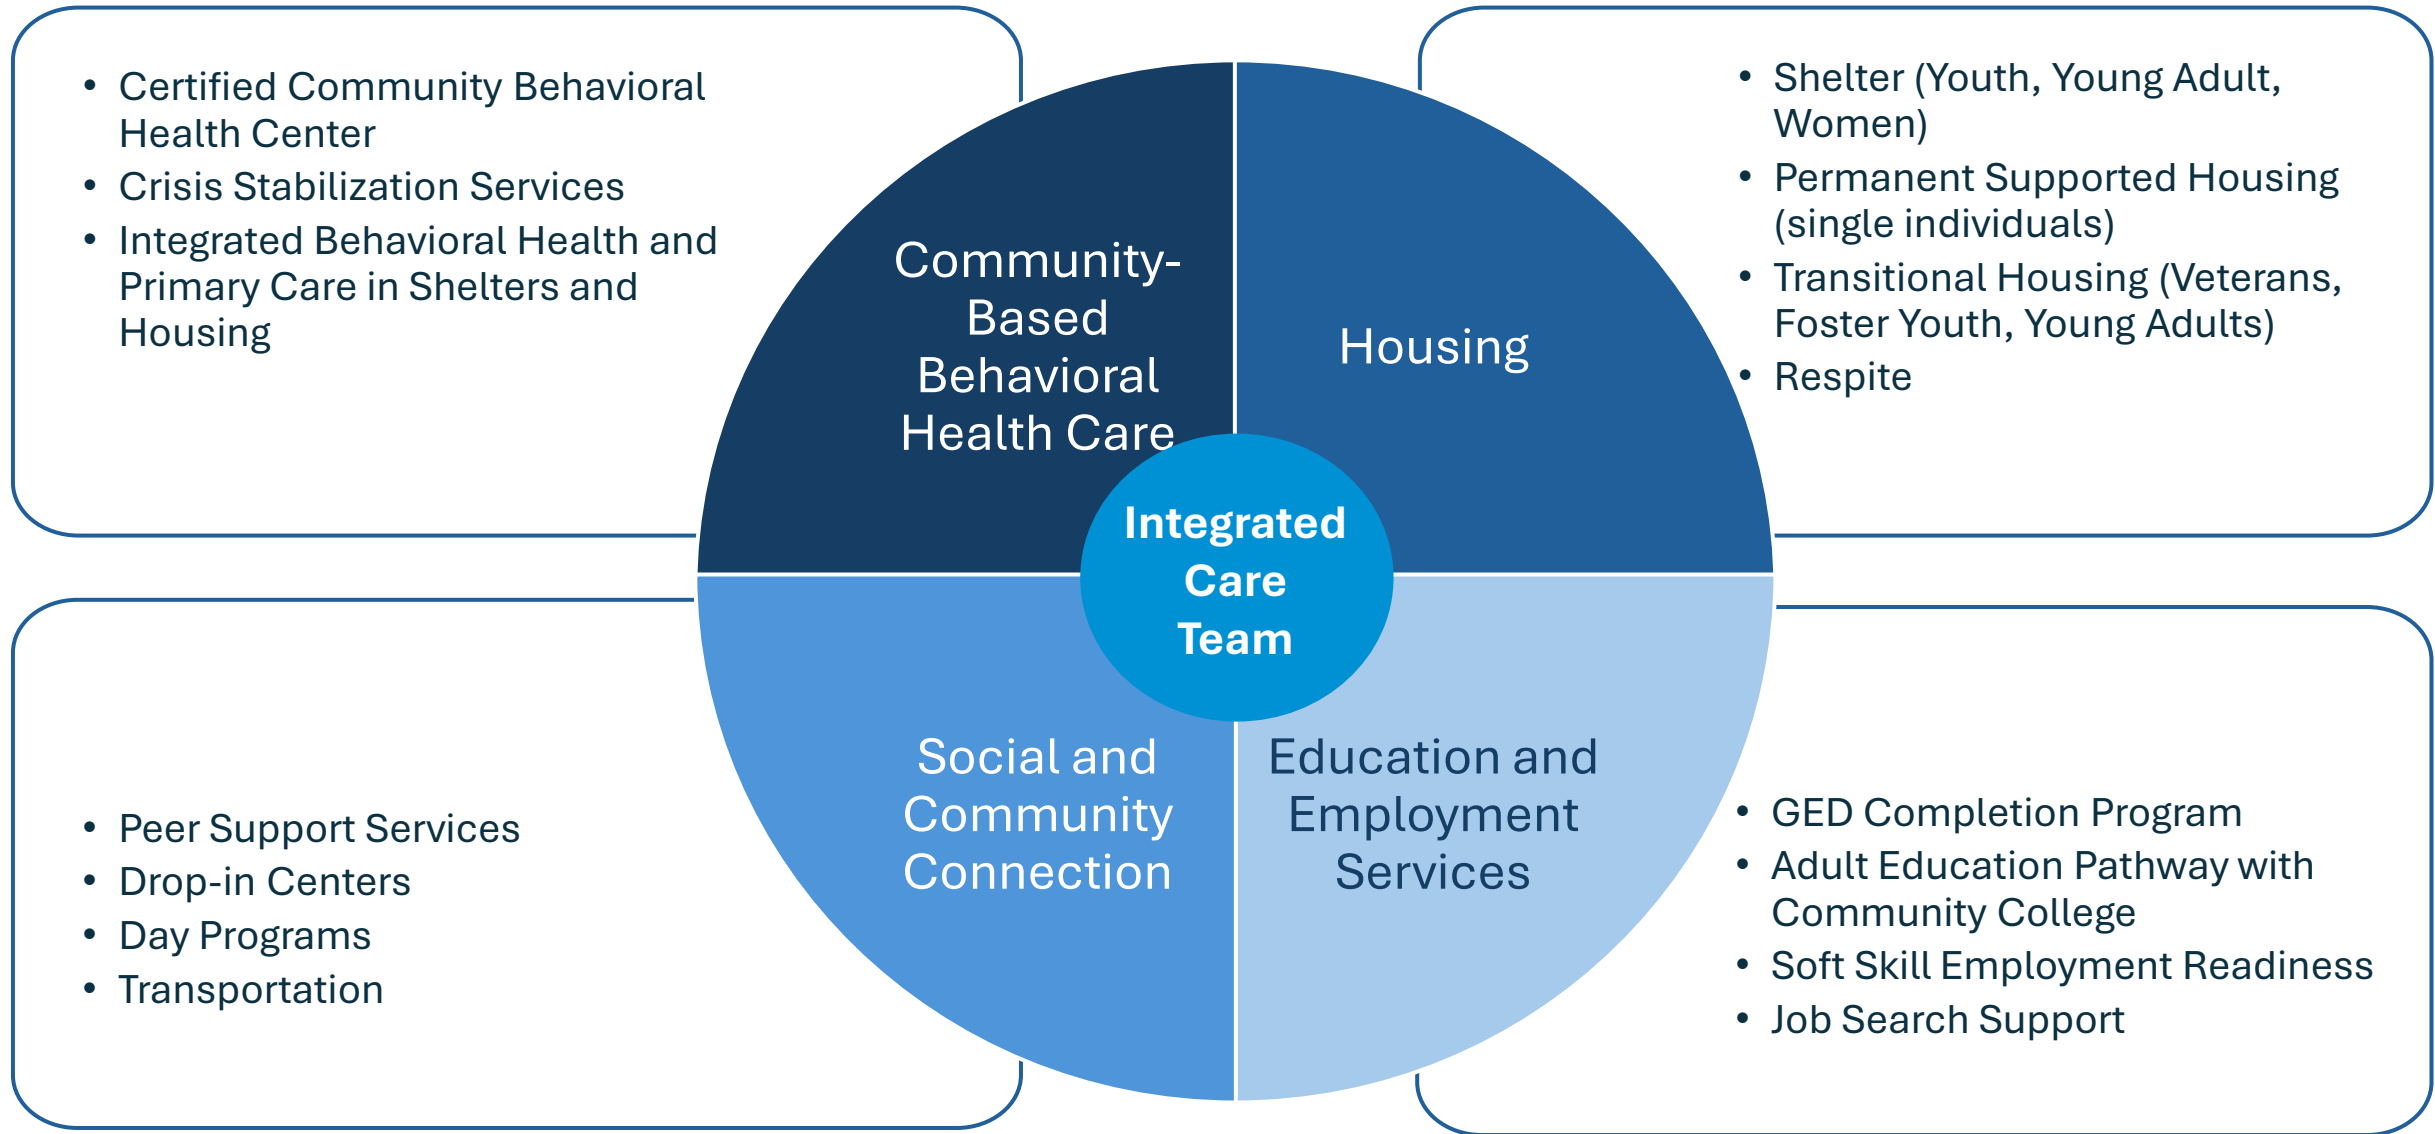 • Certified Community Behavioral
Health Center
• Crisis Stabilization Services
• Integrated Behavioral Health and
Primary Care in Shelters and
Housing
• Shelter (Youth, Young Adult,
Women)
• Permanent Supported Housing
(single individuals)
• Transitional Housing (Veterans,
Foster Youth, Young Adults)
• Respite
Community-
Based
Behavioral
Health Care
Housing
Integrated
Care
Team
Social and
Community
Connection
Education and
Employment
Services
• Peer Support Services
• Drop-in Centers
• Day Programs
• Transportation
• GED Completion Program
• Adult Education Pathway with
Community College
• Soft Skill Employment Readiness
• Job Search Support